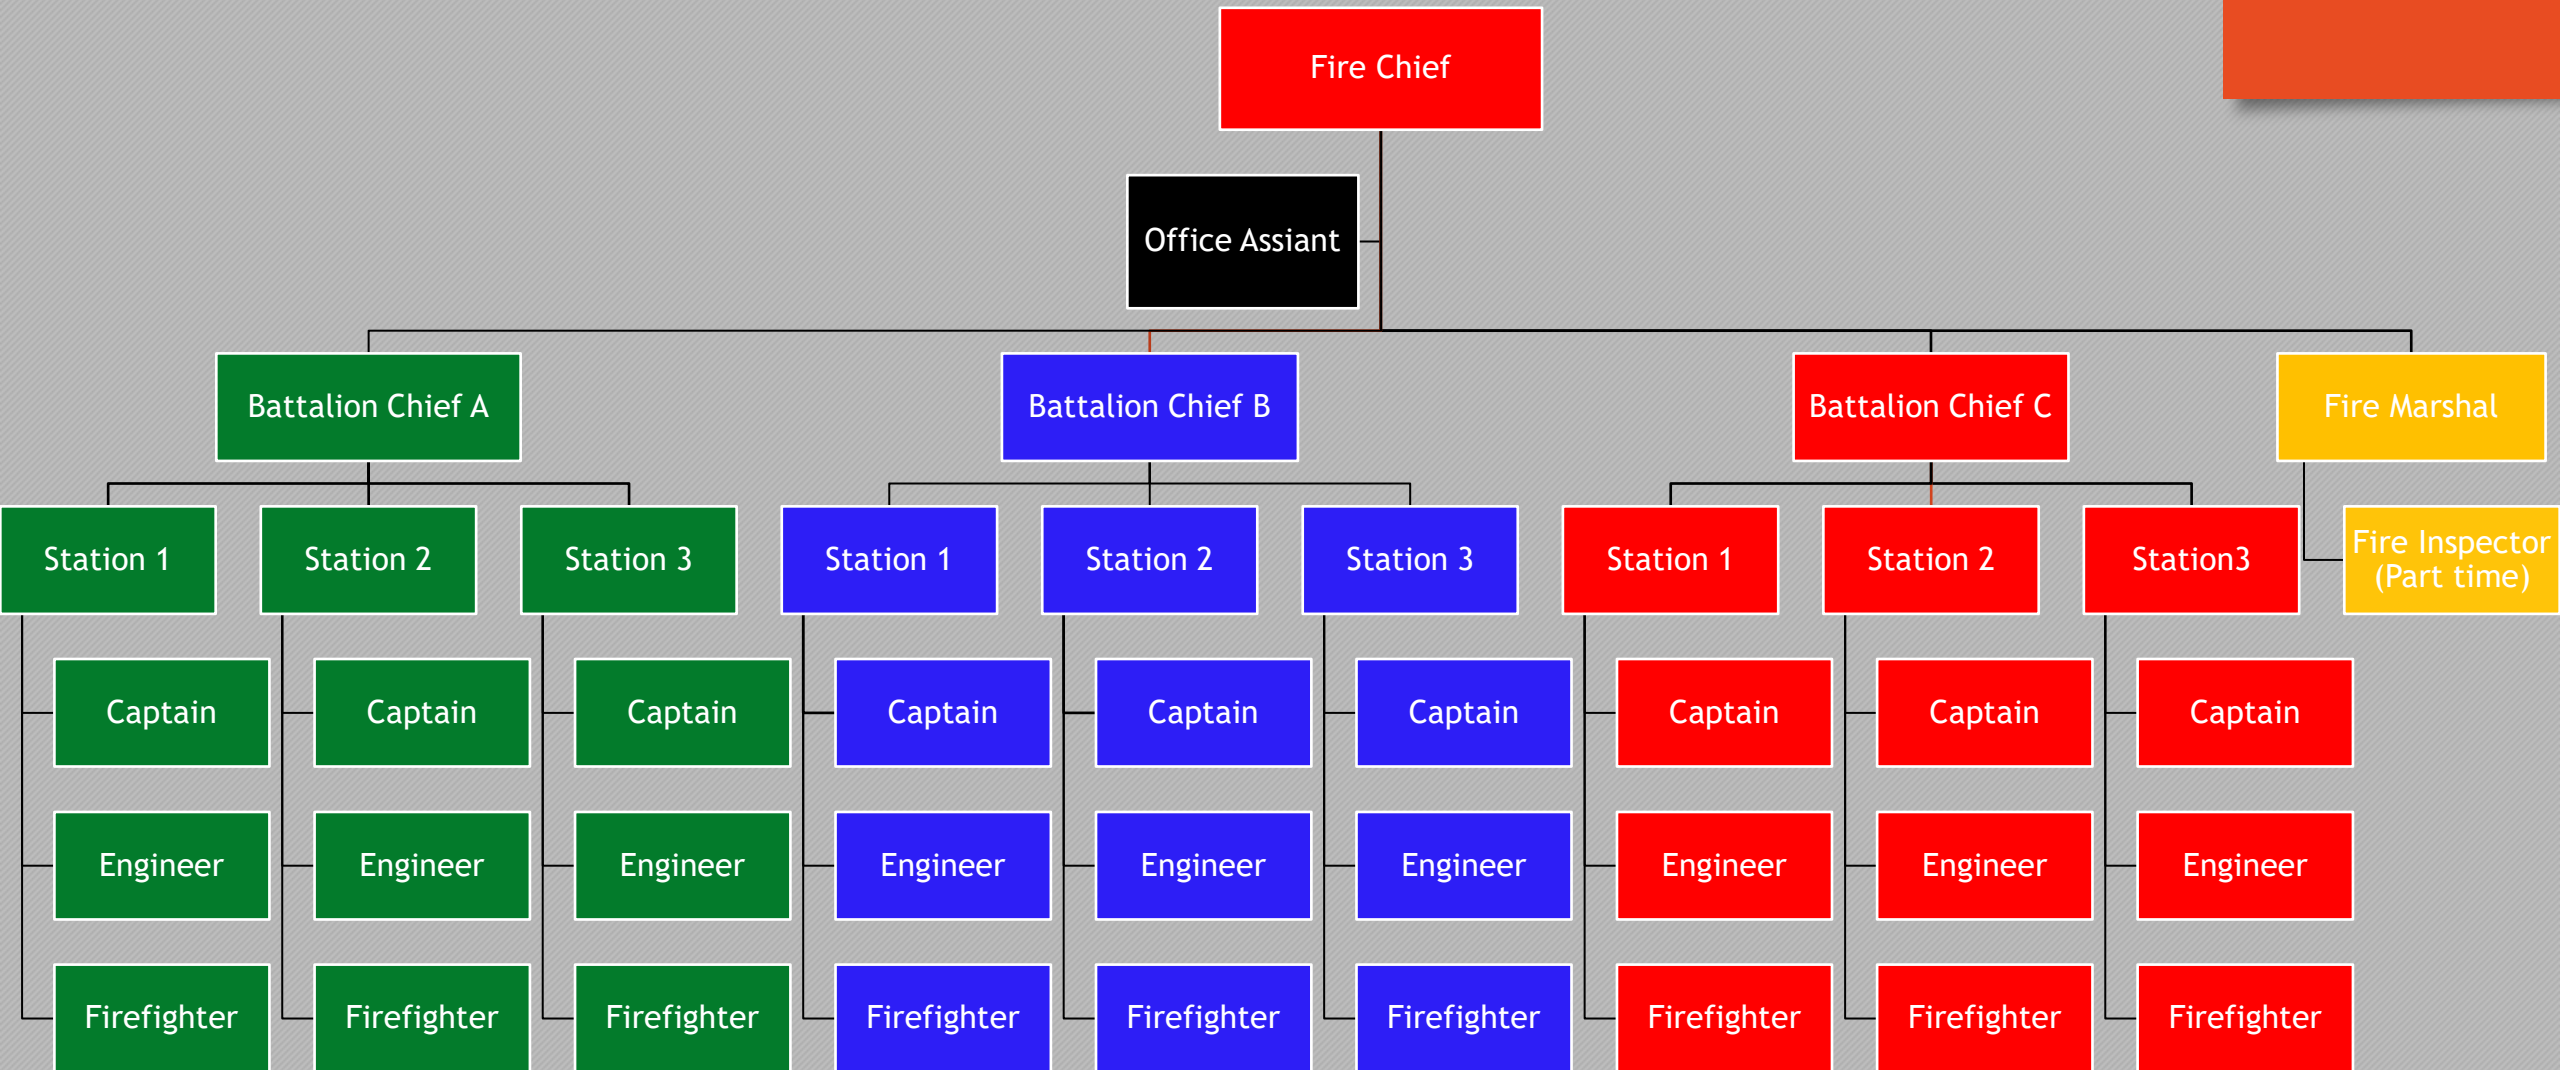 Fire Chief
Office Assiant
Battalion Chief A
Battalion Chief B
Battalion Chief C
Fire Marshal
Station 1
Station 2
Station 3
Station 1
Station 2
Station 3
Station 1
Station 2
Station3
Fire Inspector
(Part time)
Captain
Captain
Captain
Captain
Captain
Captain
Captain
Captain
Captain
Engineer
Engineer
Engineer
Engineer
Engineer
Engineer
Engineer
Engineer
Engineer
Firefighter
Firefighter
Firefighter
Firefighter
Firefighter
Firefighter
Firefighter
Firefighter
Firefighter